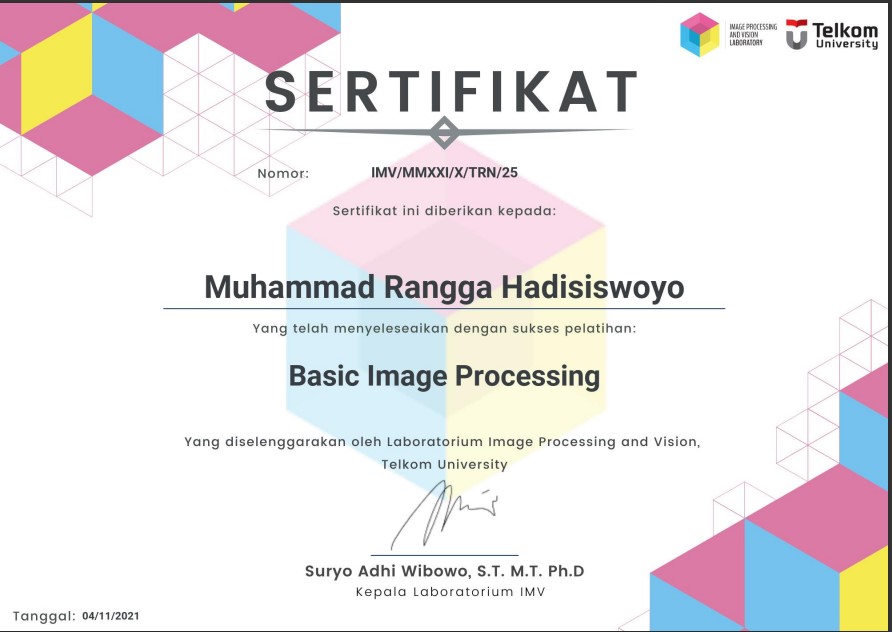 IMAGE PROCESSING
AND VISION
LABORATORY
Telkom
University
SERTIFIKAT
Nomor: IMV/MMXXI/X/TRN/25
Sertifikat ini diberikan kepada:
Muhammad Rangga Hadisiswoyo
Yang telah menyeleseaikan dengan sukses pelatihan:
Basic Image Processing
Yang diselenggarakan oleh Laboratorium Image Processing and Vision,
Telkom University
Suryo Adhi Wibowo, S.T. M.T. Ph.D
Kepala Laboratorium IMV
Tanggal: 04/11/2021